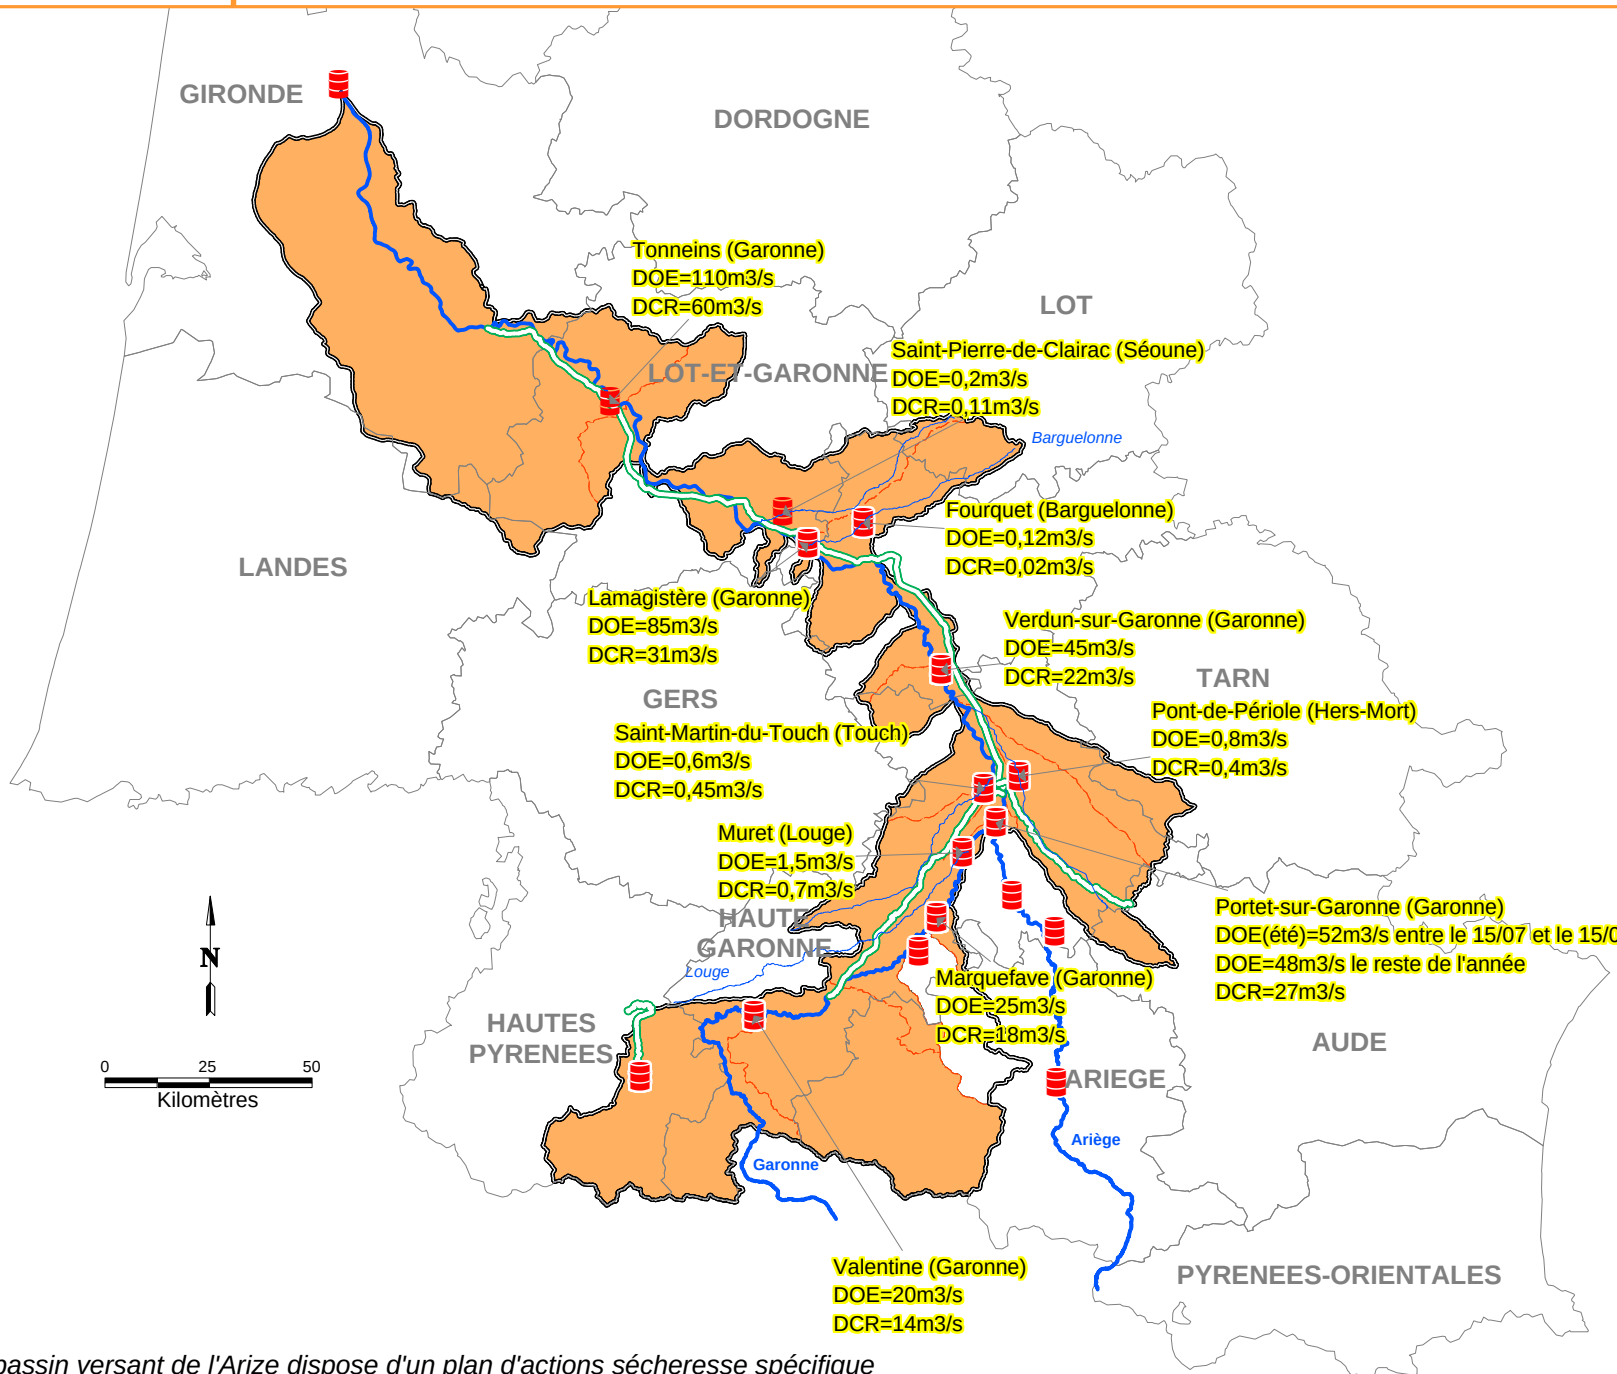 GIRONDE
DORDOGNE
Tonneins (Garonne)
DOE=110m3/s
DCR=60m3/s
LOT
Saint-Pierre-de-Clairac (Séoune)
DOE=0,2m3/s
DCR=0,11m3/s
LOT-ET-GARONNE
Barguelonne
Fourquet (Barguelonne)
DOE=0,12m3/s
DCR=0,02m3/s
LANDES
Lamagistère (Garonne)
DOE=85m3/s
DCR=31m3/s
Verdun-sur-Garonne (Garonne)
DOE=45m3/s
DCR=22m3/s
TARN
GERS
Pont-de-Périole (Hers-Mort)
DOE=0,8m3/s
DCR=0,4m3/s
Saint-Martin-du-Touch (Touch)
DOE=0,6m3/s
DCR=0,45m3/s
Muret (Louge)
DOE=1,5m3/s
DCR=0,7m3/s
HAUTE
GARONNE
Portet-sur-Garonne (Garonne)
DOE(été)=52m3/s entre le 15/07 et le 15/0
DOE=48m3/s le reste de l'année
DCR=27m3/s
N
Louge
Marquefave (Garonne)
DOE=25m3/s
DCR=18m3/s
HAUTES
PYRENEES
AUDE
0 25 50
Kilomètres
ARIEGE
Ariège
Garonne
Valentine (Garonne)
DOE=20m3/s
DCR=14m3/s
PYRENEES-ORIENTALES
bassin versant de l'Arize dispose d'un plan d'actions sécheresse spécifique